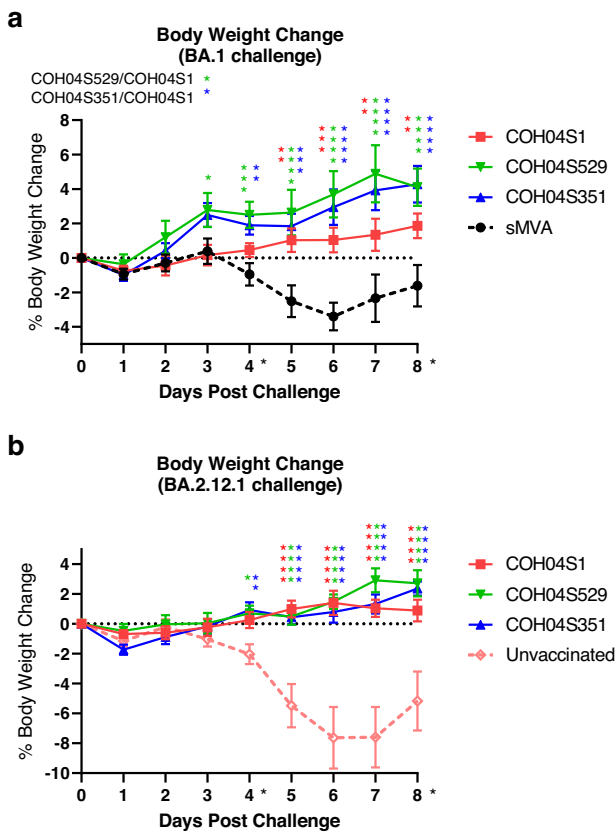 a
Body Weight Change
(BA.1 challenge)
COH04S529/COH04S1 *
COH04S351/COH04S1 *
% Body Weight Change
8
6
4
2
0
-2
-4
0 1 2 3 4 * 5 6 7 8 *
Days Post Challenge
COH04S1
COH04S529
COH04S351
sMVA
b
Body Weight Change
(BA.2.12.1 challenge)
% Body Weight Change
4
2
0
-2
-4
-6
-8
-10
0 1 2 3 4 * 5 6 7 8 *
Days Post Challenge
COH04S1
COH04S529
COH04S351
Unvaccinated